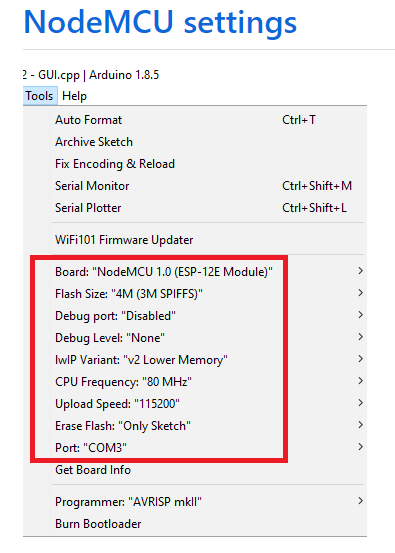 NodeMCU settings
2 - GUI.cpp | Arduino 1.8.5
Tools Help
Auto Format Ctrl+T
Archive Sketch
Fix Encoding & Reload
Serial Monitor Ctrl+Shift+M
Serial Plotter Ctrl+Shift+L
WiFi101 Firmware Updater
Board: "NodeMCU 1.0 (ESP-12E Module)"
Flash Size: "4M (3M SPIFFS)"
Debug port: "Disabled"
Debug Level: "None"
lwIP Variant: "v2 Lower Memory"
CPU Frequency: "80 MHz"
Upload Speed: "115200"
Erase Flash: "Only Sketch"
Port: "COM3"
Get Board Info
Programmer: "AVRISP mkII"
Burn Bootloader